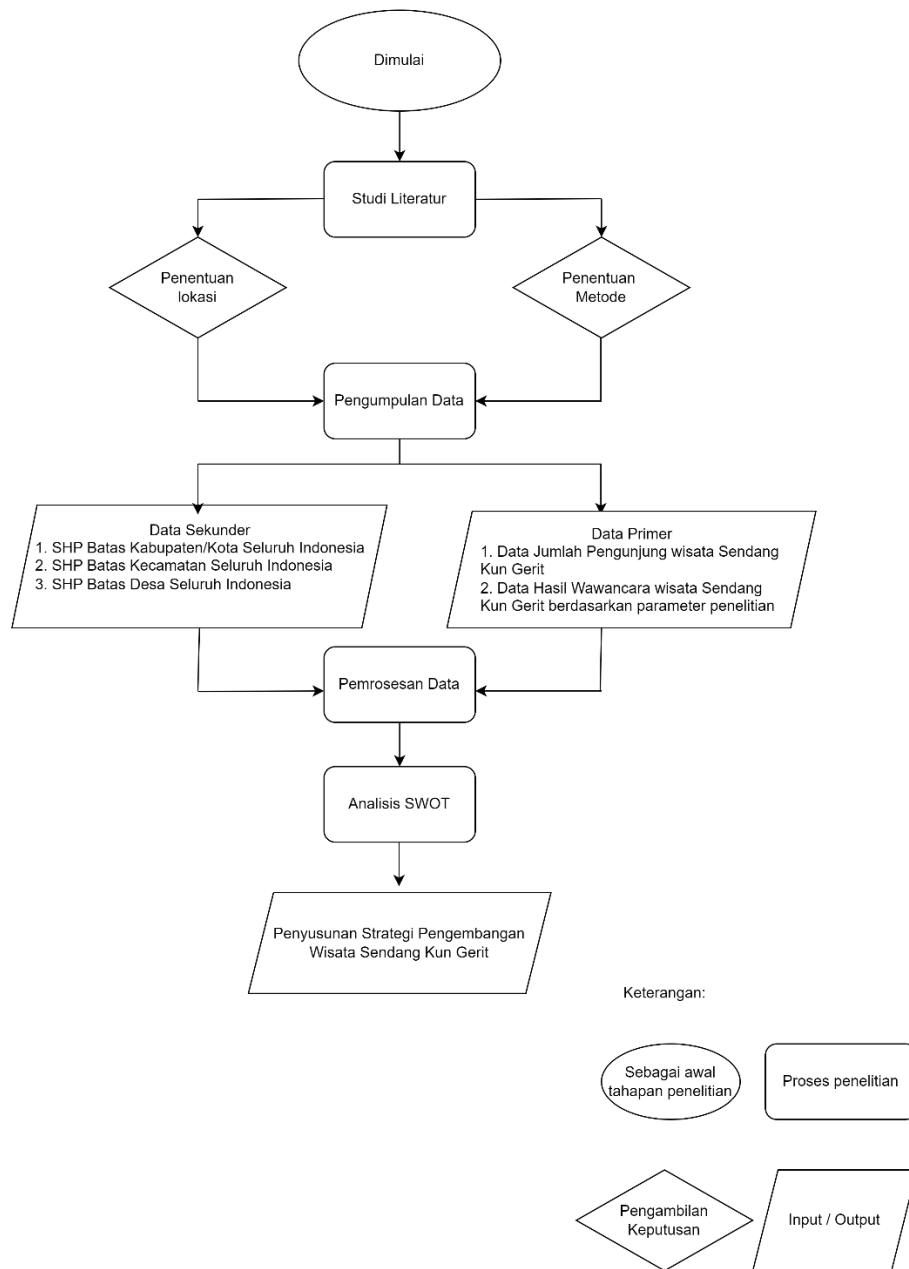 Dimulai
Studi Literatur
Penentuan
lokasi
Penentuan
Metode
Pengumpulan Data
Data Sekunder
1. SHP Batas Kabupaten/Kota Seluruh Indonesia
2. SHP Batas Kecamatan Seluruh Indonesia
3. SHP Batas Desa Seluruh Indonesia
Data Primer
1. Data Jumlah Pengunjung wisata Sendang
Kun Gerit
2. Data Hasil Wawancara wisata Sendang
Kun Gerit berdasarkan parameter penelitian
Pemrosesan Data
Analisis SWOT
Penyusunan Strategi Pengembangan
Wisata Sendang Kun Gerit
Keterangan:
Sebagai awal
tahapan penelitian
Proses penelitian
Pengambilan
Keputusan
Input / Output